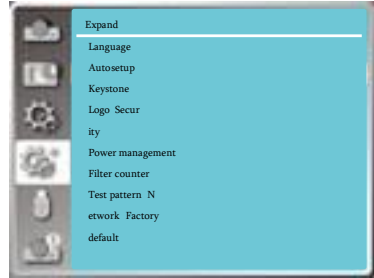 Expand
Language
Autosetup
Keystone
Logo Secur
ity
Power management
Filter counter
Test pattern N
etwork Factory
default